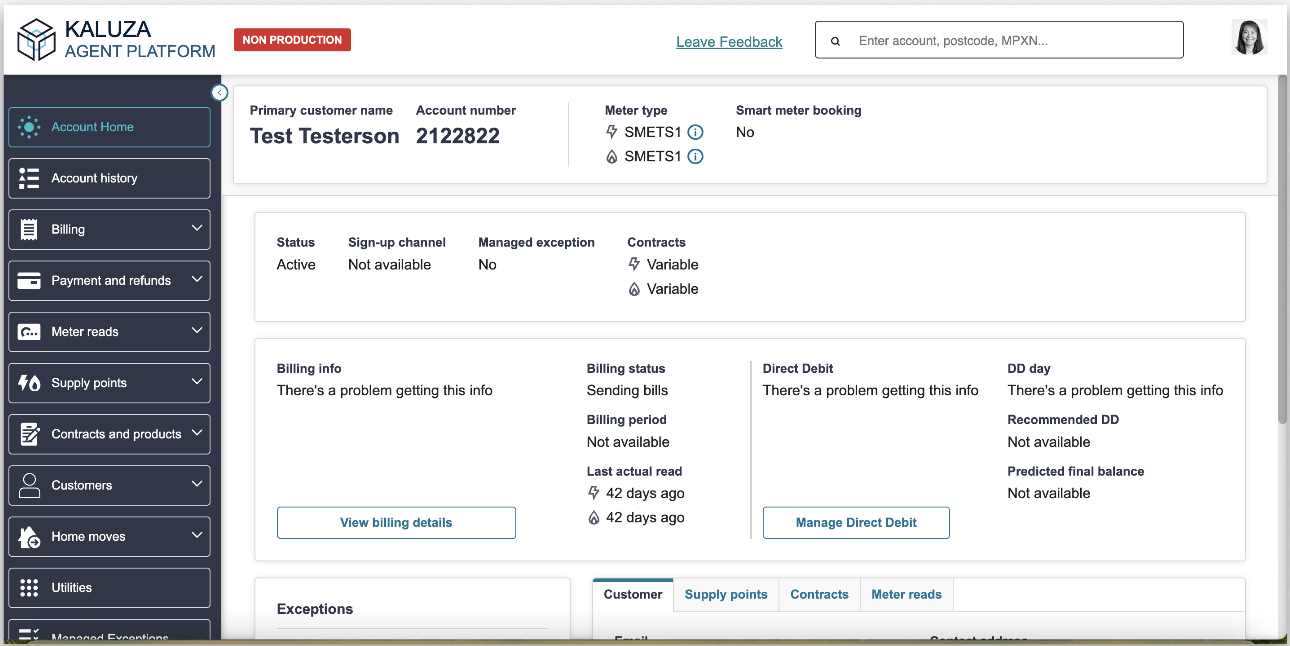 KALUZA
AGENT PLATFORM
NON PRODUCTION
Leave Feedback
Enter account, postcode, MPXN...
Account Home
Account history
Billing
Payment and refunds
Meter reads
Supply points
Contracts and products
Customers
Home moves
Utilities
Managed Exceptions
Primary customer name
Test Testerson
Account number
2122822
Meter type
SMETS1
SMETS1
Smart meter booking
No
Status
Active
Sign-up channel
Not available
Managed exception
No
Contracts
Variable
Variable
Billing info
There's a problem getting this info
View billing details
Billing status
Sending bills
Billing period
Not available
Last actual read
42 days ago
42 days ago
Direct Debit
There's a problem getting this info
Manage Direct Debit
DD day
There's a problem getting this info
Recommended DD
Not available
Predicted final balance
Not available
Exceptions
Customer
Supply points
Contracts
Meter reads
Email
Contact address